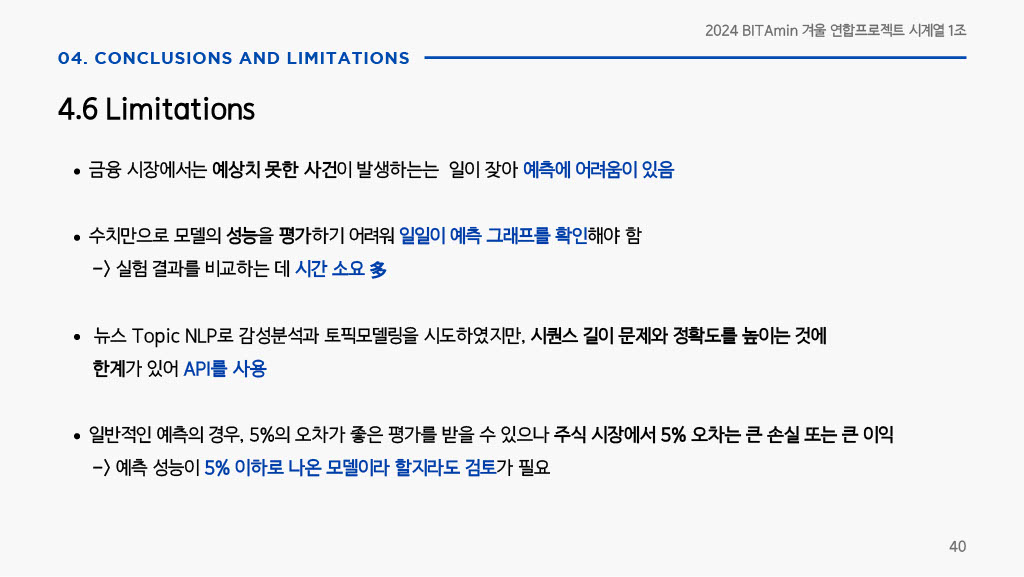 2024 BITAmin 겨울 연합프로젝트 시계열 1조
04. CONCLUSIONS AND LIMITATIONS
4.6 Limitations
• 금융 시장에서는 예상치 못한 사건이 발생하는는 일이 잦아 예측에 어려움이 있음
• 수치만으로 모델의 성능을 평가하기 어려워 일일이 예측 그래프를 확인해야 함
-> 실험 결과를 비교하는 데 시간 소요 多
• 뉴스 Topic NLP로 감성분석과 토픽모델링을 시도하였지만, 시퀀스 길이 문제와 정확도를 높이는 것에
한계가 있어 API를 사용
• 일반적인 예측의 경우, 5%의 오차가 좋은 평가를 받을 수 있으나 주식 시장에서 5% 오차는 큰 손실 또는 큰 이익
-> 예측 성능이 5% 이하로 나온 모델이라 할지라도 검토가 필요
40